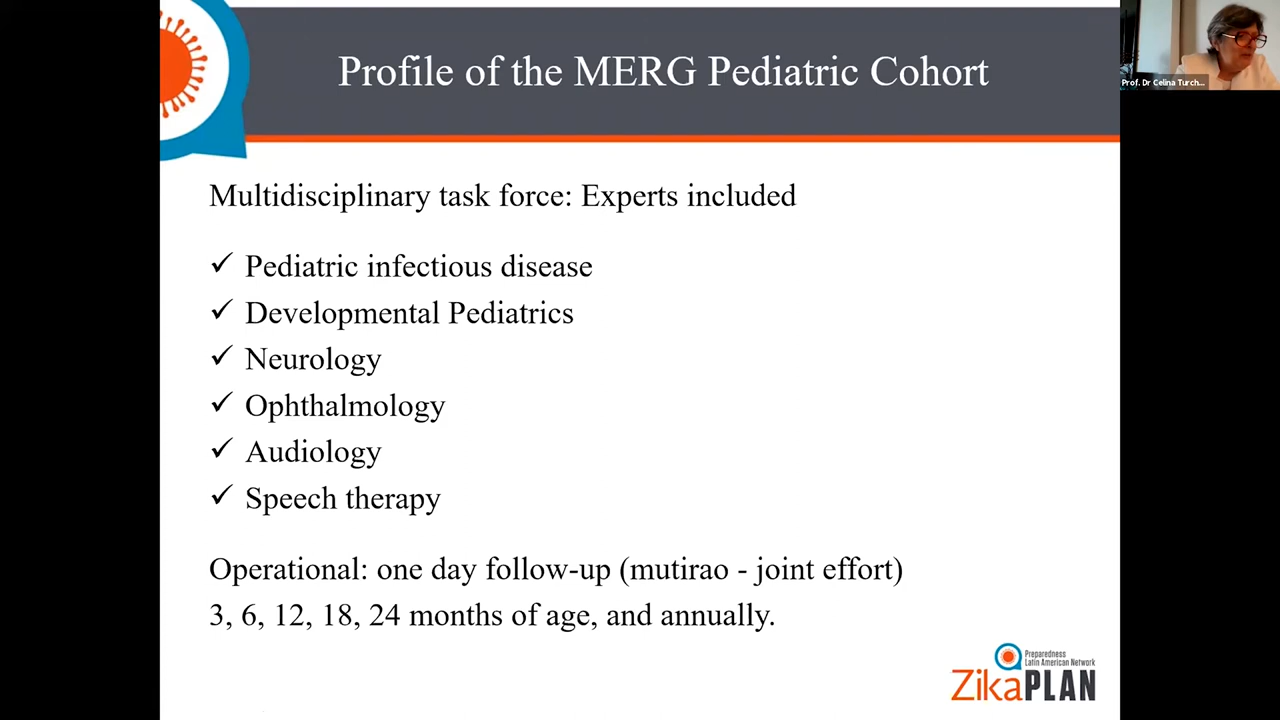 Profile of the MERG Pediatric Cohort
Prof. Dr Celina Turch...
Multidisciplinary task force: Experts included
✓ Pediatric infectious disease
✓ Developmental Pediatrics
✓ Neurology
✓ Ophthalmology
✓ Audiology
✓ Speech therapy
Operational: one day follow-up (mutirao - joint effort)
3, 6, 12, 18, 24 months of age, and annually.
Preparedness
Latin American Network
ZikaPLAN